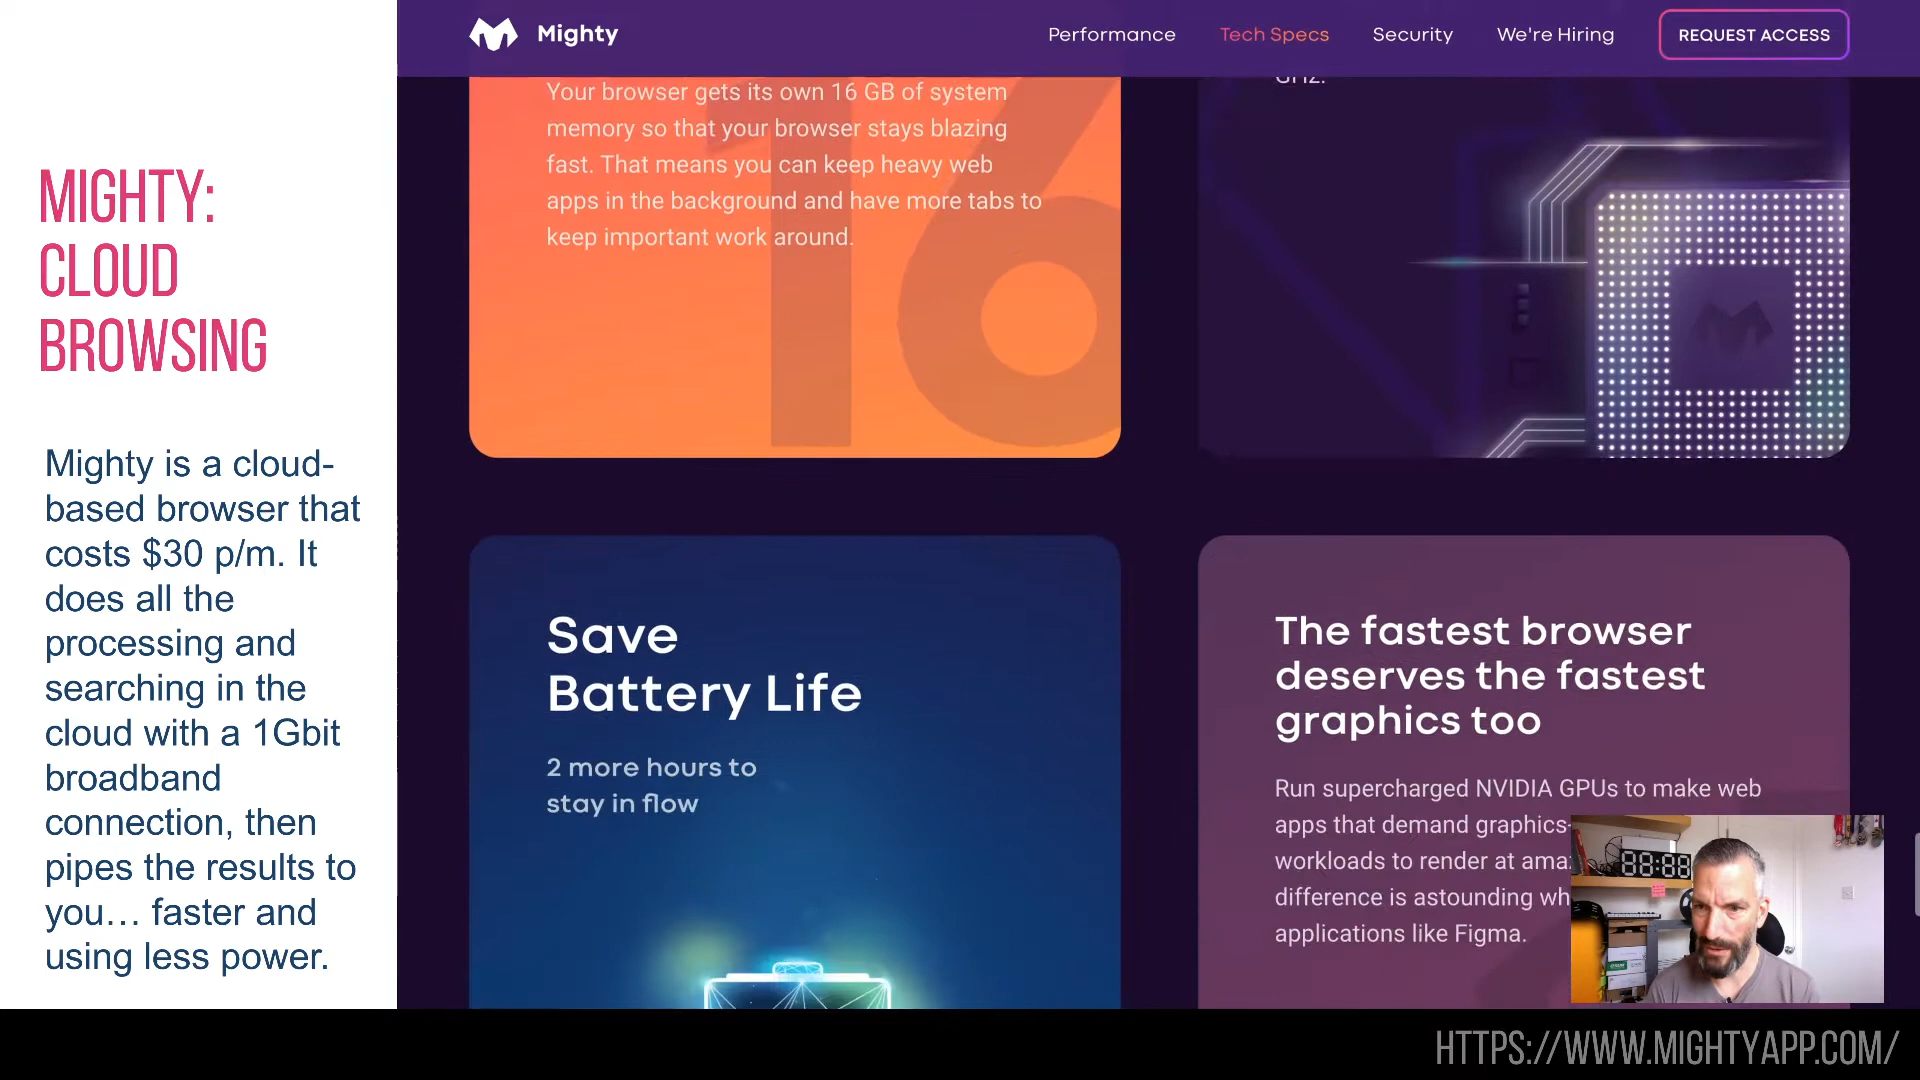 Mighty
Performance
Tech Specs
Security
We're Hiring
REQUEST ACCESS
MIGHTY:
CLOUD
BROWSING
Mighty is a cloud-
based browser that
costs $30 p/m. It
does all the
processing and
searching in the
cloud with a 1Gbit
broadband
connection, then
pipes the results to
you… faster and
using less power.
Your browser gets its own 16 GB of system
memory so that your browser stays blazing
fast. That means you can keep heavy web
apps in the background and have more tabs to
keep important work around.
16
GHz.
Save
Battery Life
2 more hours to
stay in flow
The fastest browser
deserves the fastest
graphics too
Run supercharged NVIDIA GPUs to make web
apps that demand graphics-
workloads to render at
difference is astounding
applications like Figma.
HTTPS://WWW.MIGHTYAPP.COM/